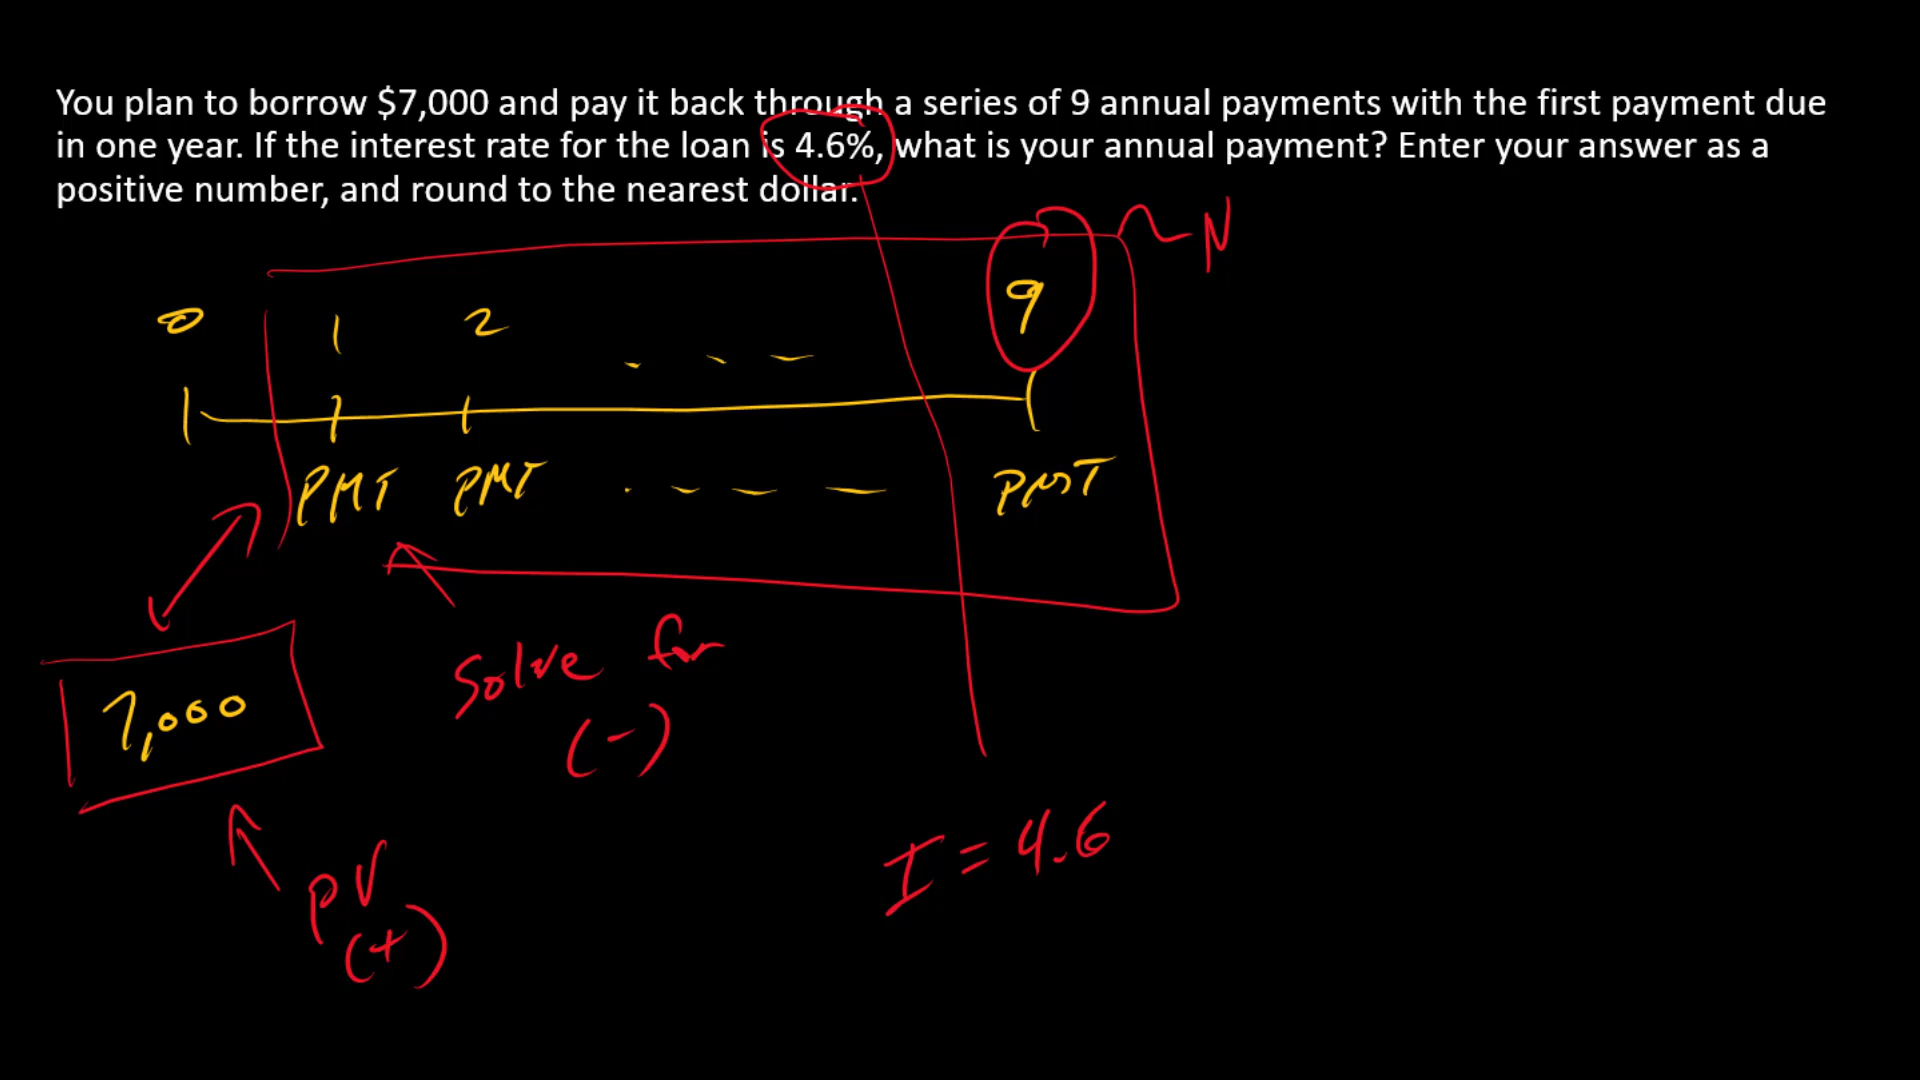 You plan to borrow $7,000 and pay it back through a series of 9 annual payments with the first payment due
in one year. If the interest rate for the loan is 4.6%, what is your annual payment? Enter your answer as a
positive number, and round to the nearest dollar.
N
0 1 2 . - - 9
PMT PMT . - - - PMT
Solve for
(-)
7,000
I = 4.6
PV
(+)